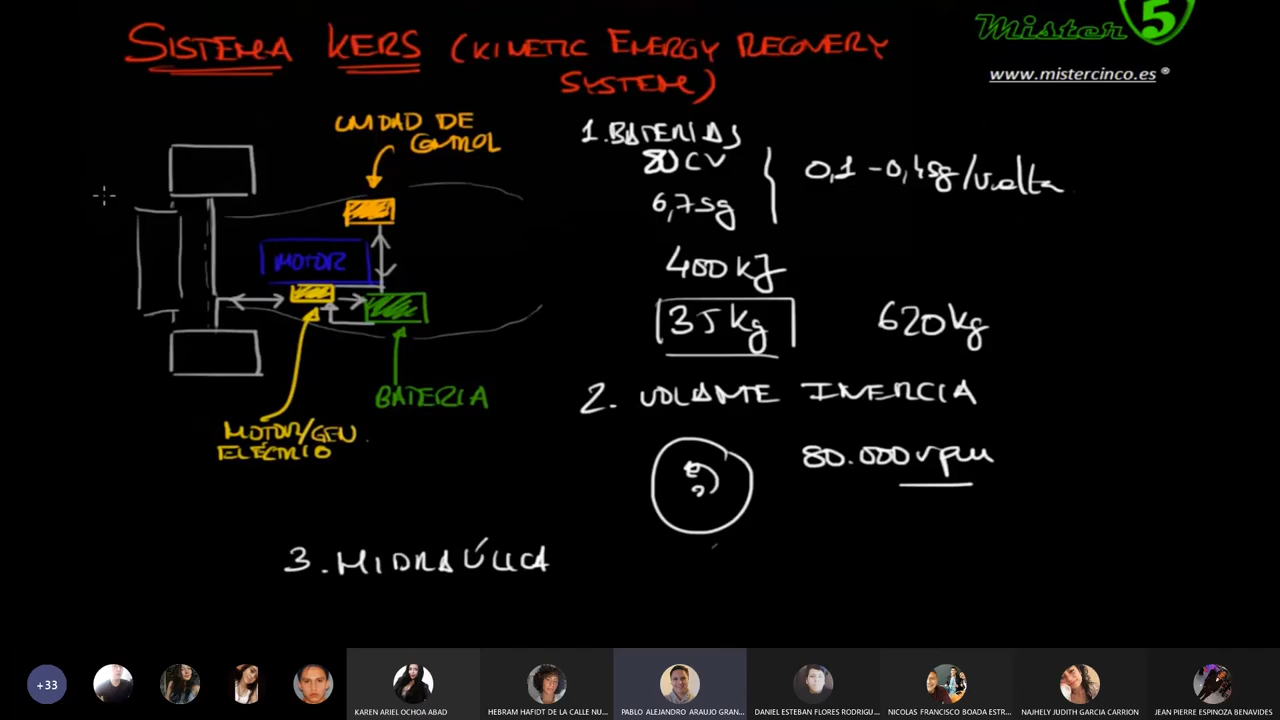 SISTEMA KERS (KINETIC ENERGY RECOVERY
SYSTEM)
Mister 5
www.mistercinco.es ®
UNIDAD DE
CONTROL
MOTOR
BATERIA
MOTOR/GEN
ELÉCTRICO
1. BATERIAS
80 CV
6,7 sg
0,1 - 0,4 sg/vuelta
400 kJ
35 kg
620 kg
2. VOLANTE INERCIA
80.000 rpm
3. HIDRAÚLICA
+33
KAREN ARIEL OCHOA ABAD
HEBRAM HAFIDT DE LA CALLE NU...
PABLO ALEJANDRO ARAUJO GRAN...
DANIEL ESTEBAN FLORES RODRIGU...
NICOLAS FRANCISCO BOADA ESTR...
NAJHELY JUDITH GARCIA CARRION
JEAN PIERRE ESPINOZA BENAVIDES